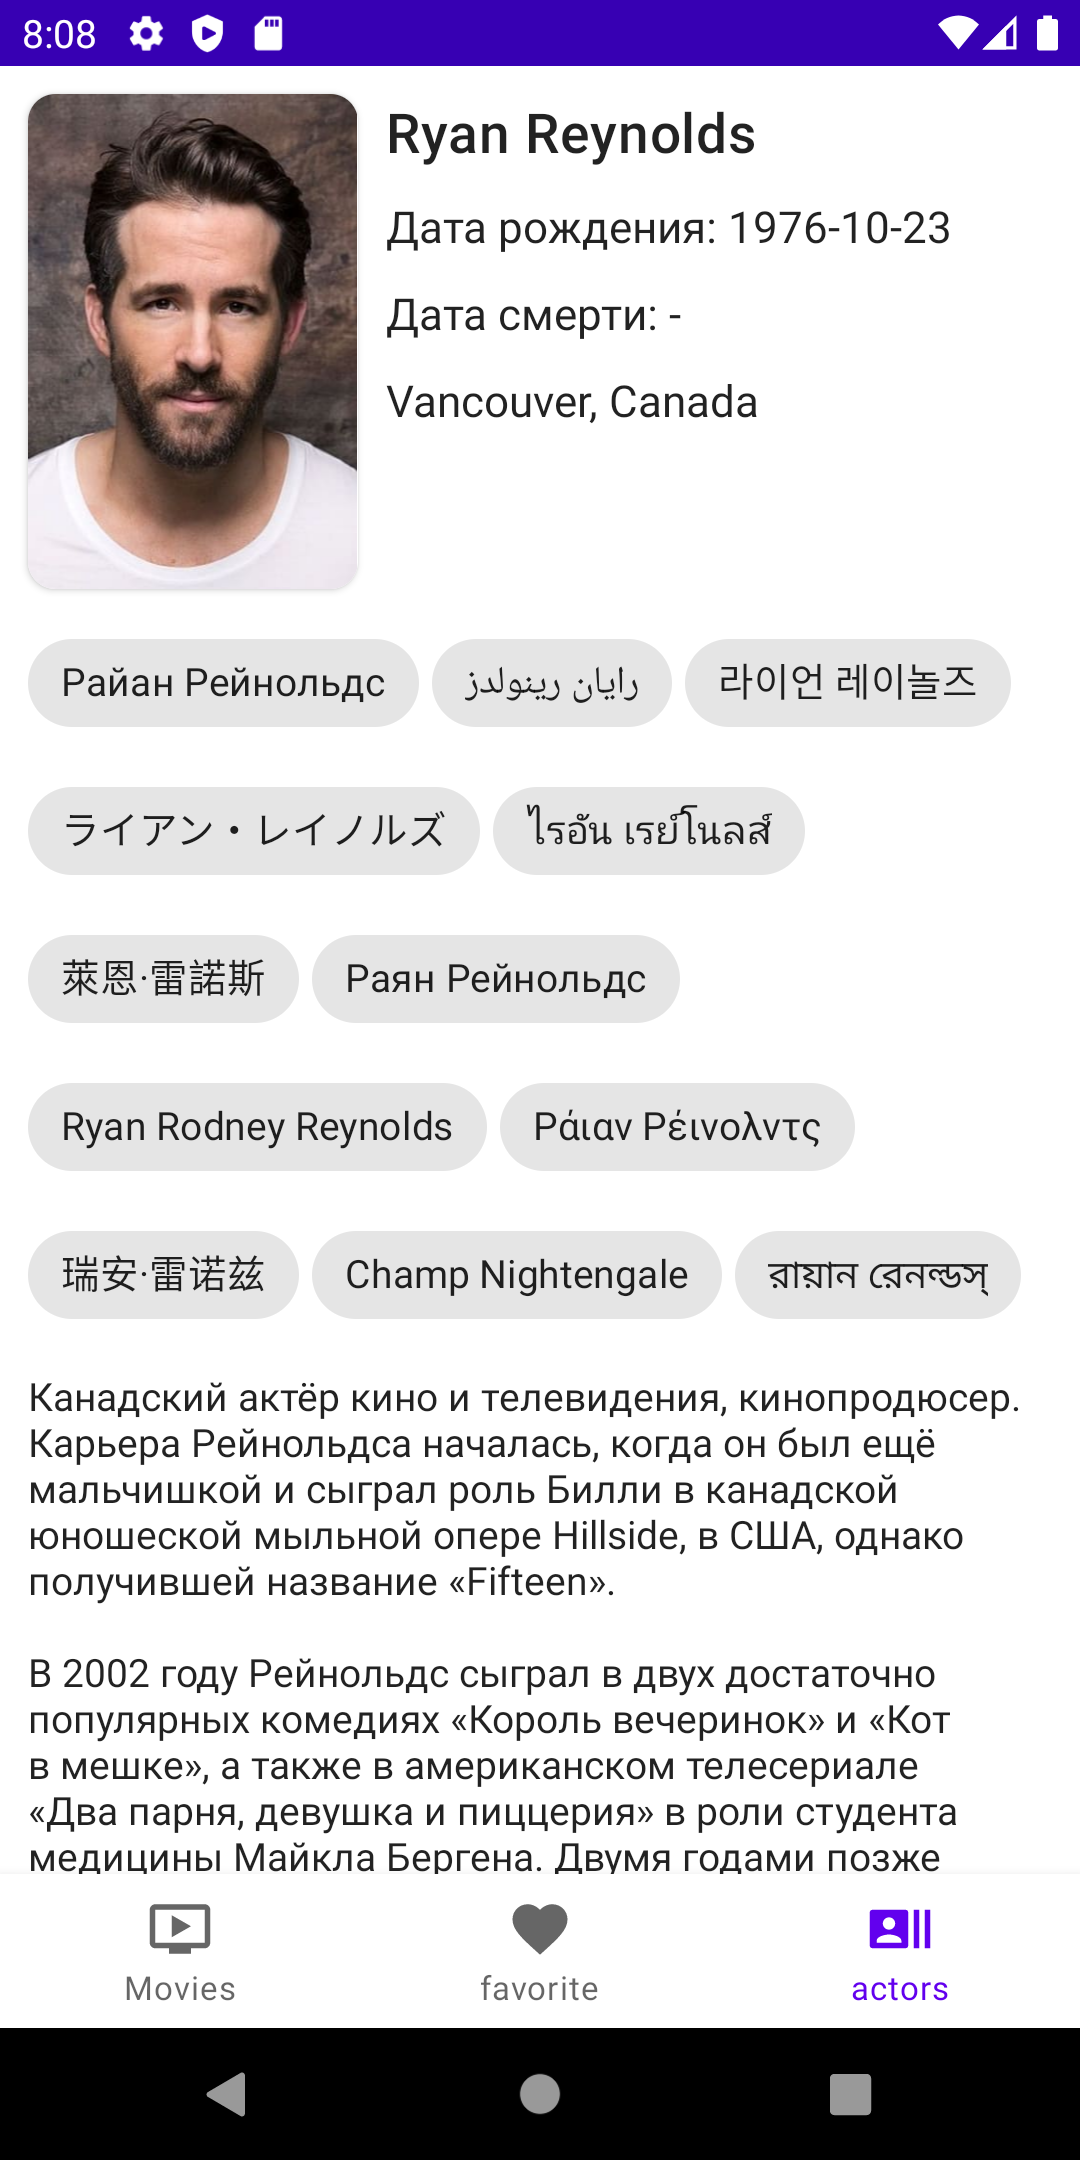 8:08
Ryan Reynolds
Дата рождения: 1976-10-23
Дата смерти: -
Vancouver, Canada
Райан Рейнольдс
رایان رینولدز
라이언 레이놀즈
ライアン・レイノルズ
ไรอัน เรย์โนลส์
萊恩·雷諾斯
Раян Рейнольдс
Ryan Rodney Reynolds
Ράιαν Ρέινολντς
瑞安·雷诺兹
Champ Nightengale
রায়ান রেনল্ডস্
Канадский актёр кино и телевидения, кинопродюсер.
Карьера Рейнольдса началась, когда он был ещё
мальчишкой и сыграл роль Билли в канадской
юношеской мыльной опере Hillside, в США, однако
получившей название «Fifteen».
В 2002 году Рейнольдс сыграл в двух достаточно
популярных комедиях «Король вечеринок» и «Кот
в мешке», а также в американском телесериале
«Два парня, девушка и пиццерия» в роли студента
медицины Майкла Бергена. Двумя годами позже
Movies
favorite
actors